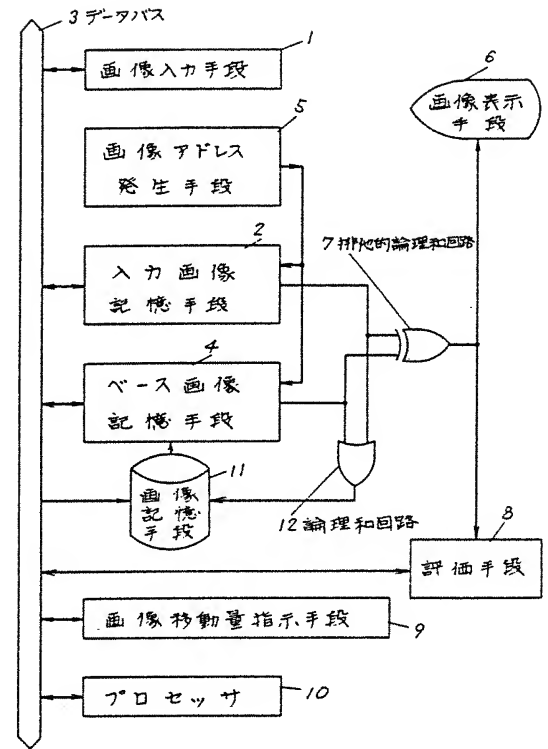 3 データバス
1
画像入力手段
5
画像アドレス
発生手段
2
入力画像
記憶手段
4
ベース画像
記憶手段
11
画像
記憶
手段
6
画像表示
手段
7 排他的論理和回路
12 論理和回路
8
評価手段
画像移動量指示手段
9
プロセッサ
10